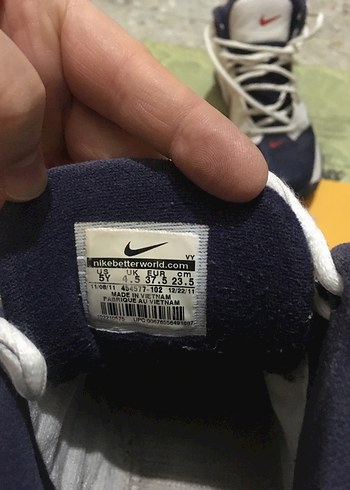 VY
nikebetterworld.com
US UK EUR cm
5Y 4.5 37.5 23.5
11/08/11 454577-102 12/22/11
MADE IN VIETNAM
FABRIQUE AU VIETNAM